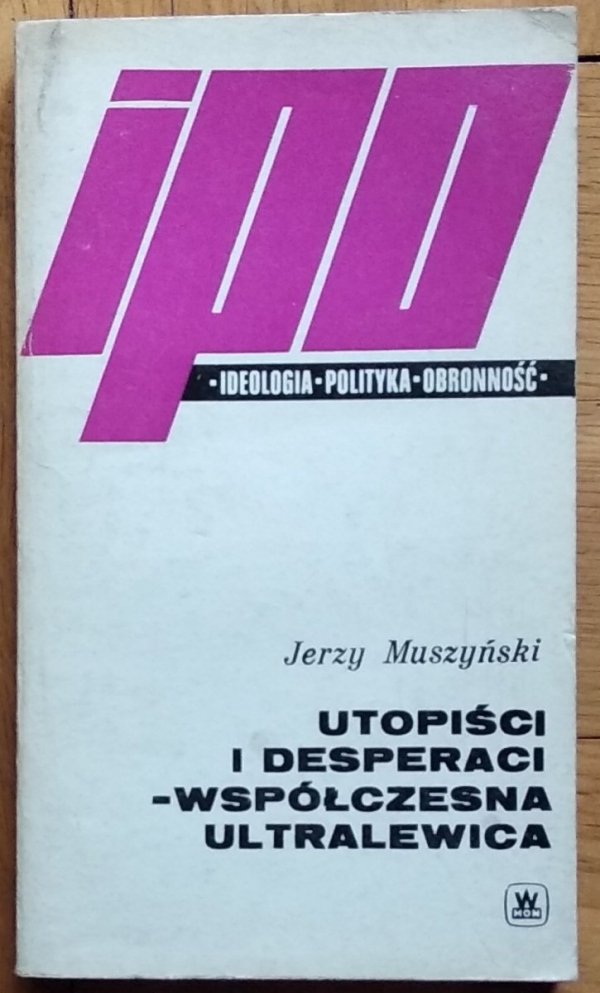 ipo
·IDEOLOGIA·POLITYKA·OBRONNOŚĆ·
Jerzy Muszyński
UTOPIŚCI
I DESPERACI
-WSPÓŁCZESNA
ULTRALEWICA
W
MON